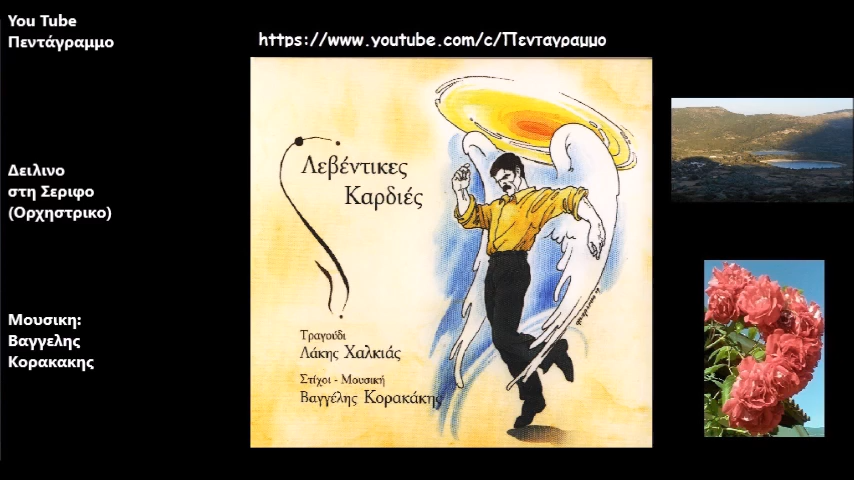 You Tube
Πεντάγραμμο
https://www.youtube.com/c/Πενταγραμμο
Δειλινο
στη Σεριφο
(Ορχηστρικο)
Μουσικη:
Βαγγελης
Κορακακης
Λεβέντικες
Καρδιές
Τραγούδι
Λάκης Χαλκιάς
Στίχοι - Μουσική
Βαγγέλης Κορακάκης